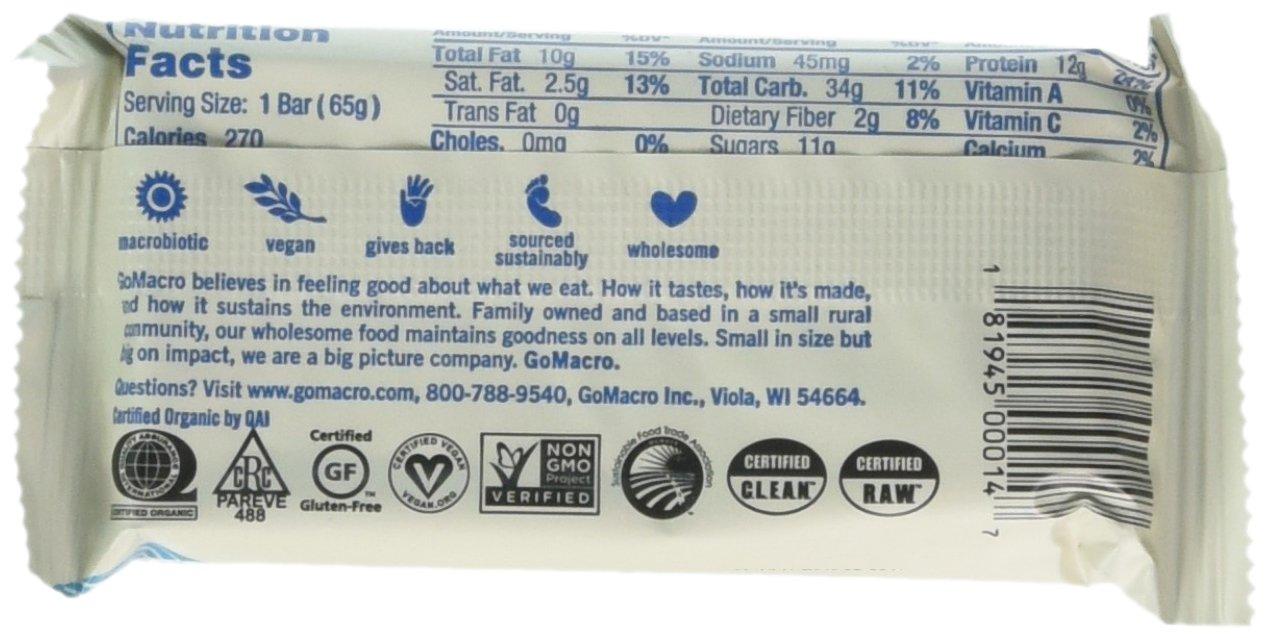 Nutrition
Facts
Serving Size: 1 Bar (65g)
Calories 270
Amount/Serving %DV* Amount/Serving %DV*
Total Fat 10g 15% Sodium 45mg 2% Protein 12g 24%
Sat. Fat. 2.5g 13% Total Carb. 34g 11% Vitamin A 0%
Trans Fat 0g Dietary Fiber 2g 8% Vitamin C 2%
Choles. 0mg 0% Sugars 11g Calcium 2%
macrobiotic
vegan
gives back
sourced
sustainably
wholesome
GoMacro believes in feeling good about what we eat. How it tastes, how it's made,
and how it sustains the environment. Family owned and based in a small rural
community, our wholesome food maintains goodness on all levels. Small in size but
big on impact, we are a big picture company. GoMacro.
Questions? Visit www.gomacro.com, 800-788-9540, GoMacro Inc., Viola, WI 54664.
Certified Organic by QAI
QUALITY ASSURANCE
INTERNATIONAL
CERTIFIED ORGANIC
CRC
PAREVE
488
Certified
GF
Gluten-Free™
CERTIFIED VEGAN
VEGAN.ORG
NON
GMO
Project
VERIFIED
Sustainable Food Trade Association
CERTIFIED
CLEAN™
CERTIFIED
RAW™
1 81945 00014 7